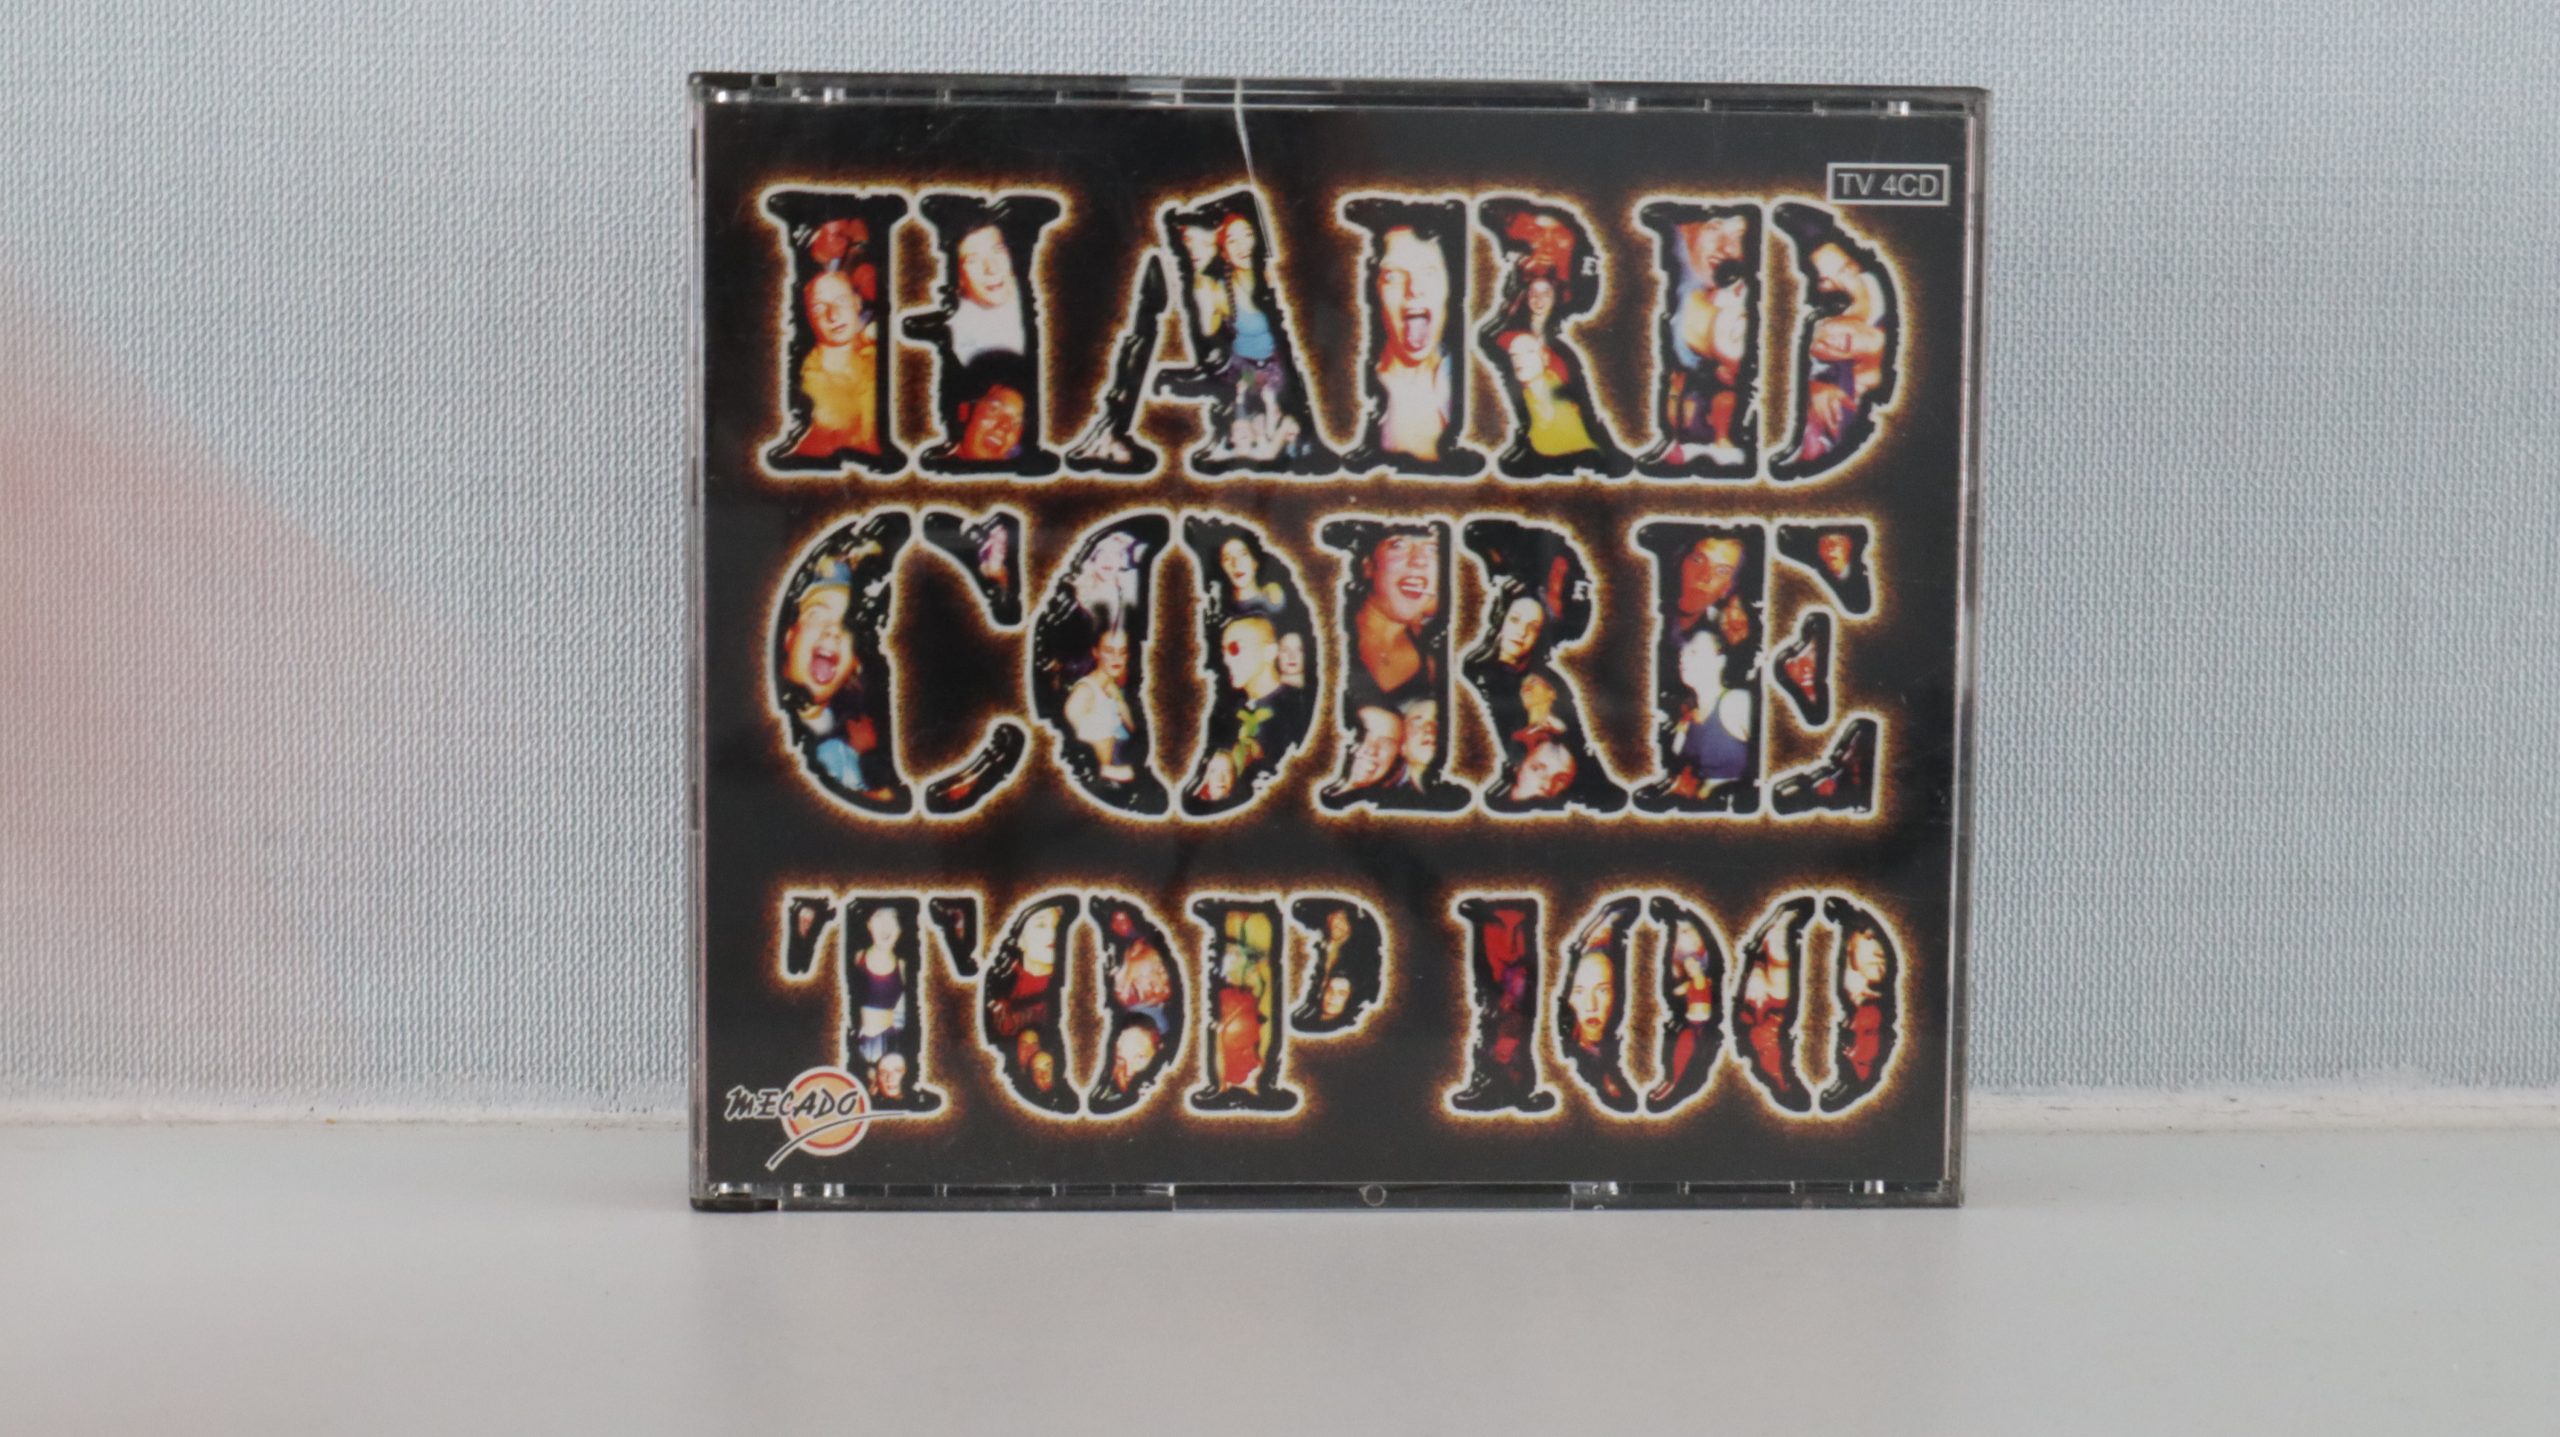 TV 4CD
HARD
CORE
TOP 100
MECADO